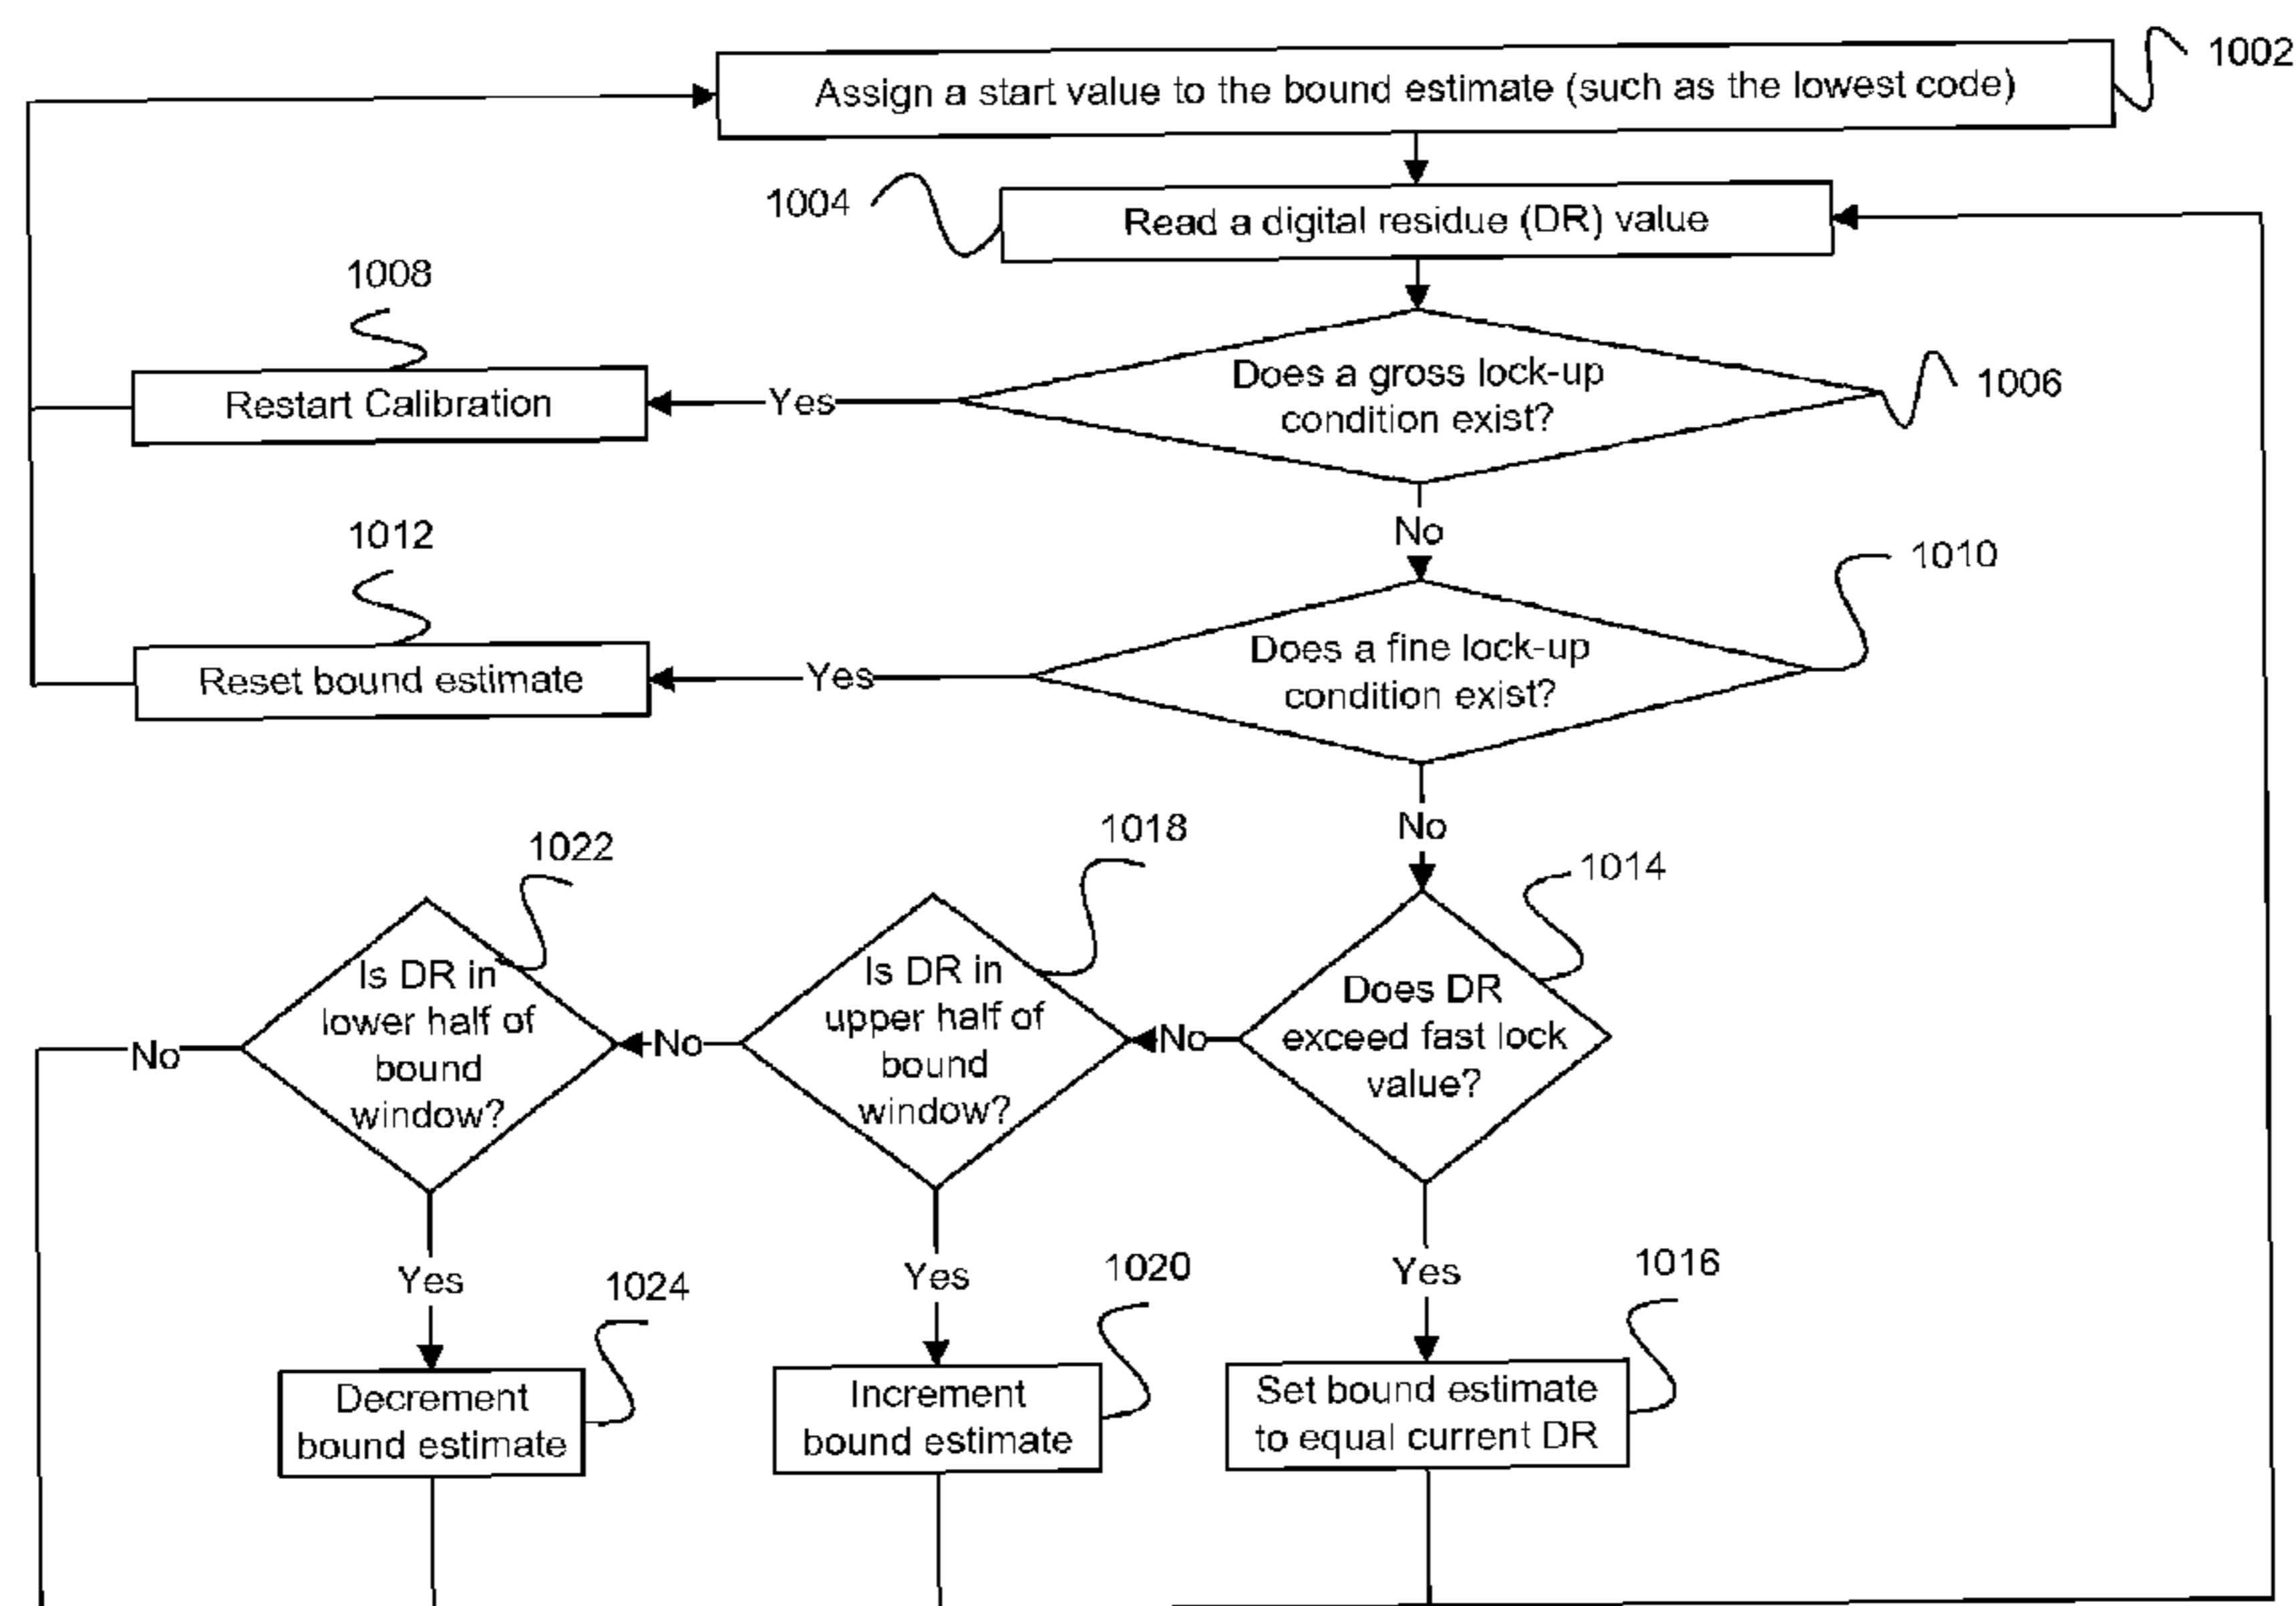 1002
Assign a start value to the bound estimate (such as the lowest code)
1004
Read a digital residue (DR) value
1008
Does a gross lock-up
condition exist?
1006
Yes
Restart Calibration
No
1012
1010
Does a fine lock-up
condition exist?
Yes
Reset bound estimate
No
1022
1018
1014
Is DR in
lower half of
bound
window?
Is DR in
upper half of
bound
window?
Does DR
exceed fast lock
value?
No
No
No
Yes
1024
Yes
1020
Yes
1016
Decrement
bound estimate
Increment
bound estimate
Set bound estimate
to equal current DR